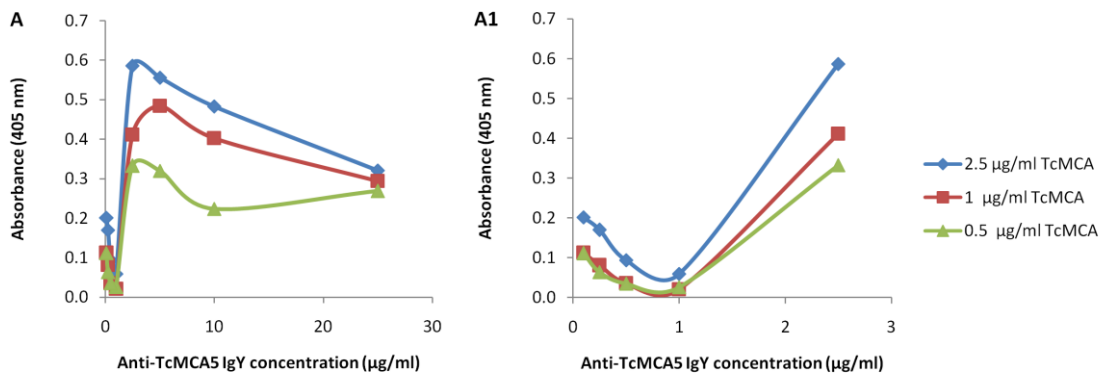 A
Absorbance (405 nm)
0.7
0.6
0.5
0.4
0.3
0.2
0.1
0.0
0
10
20
30
Anti-TcMCA5 IgY concentration (µg/ml)
A1
Absorbance (405 nm)
0.7
0.6
0.5
0.4
0.3
0.2
0.1
0.0
0
1
2
3
Anti-TcMCA5 IgY concentration (µg/ml)
2.5 µg/ml TcMCA
1 µg/ml TcMCA
0.5 µg/ml TcMCA